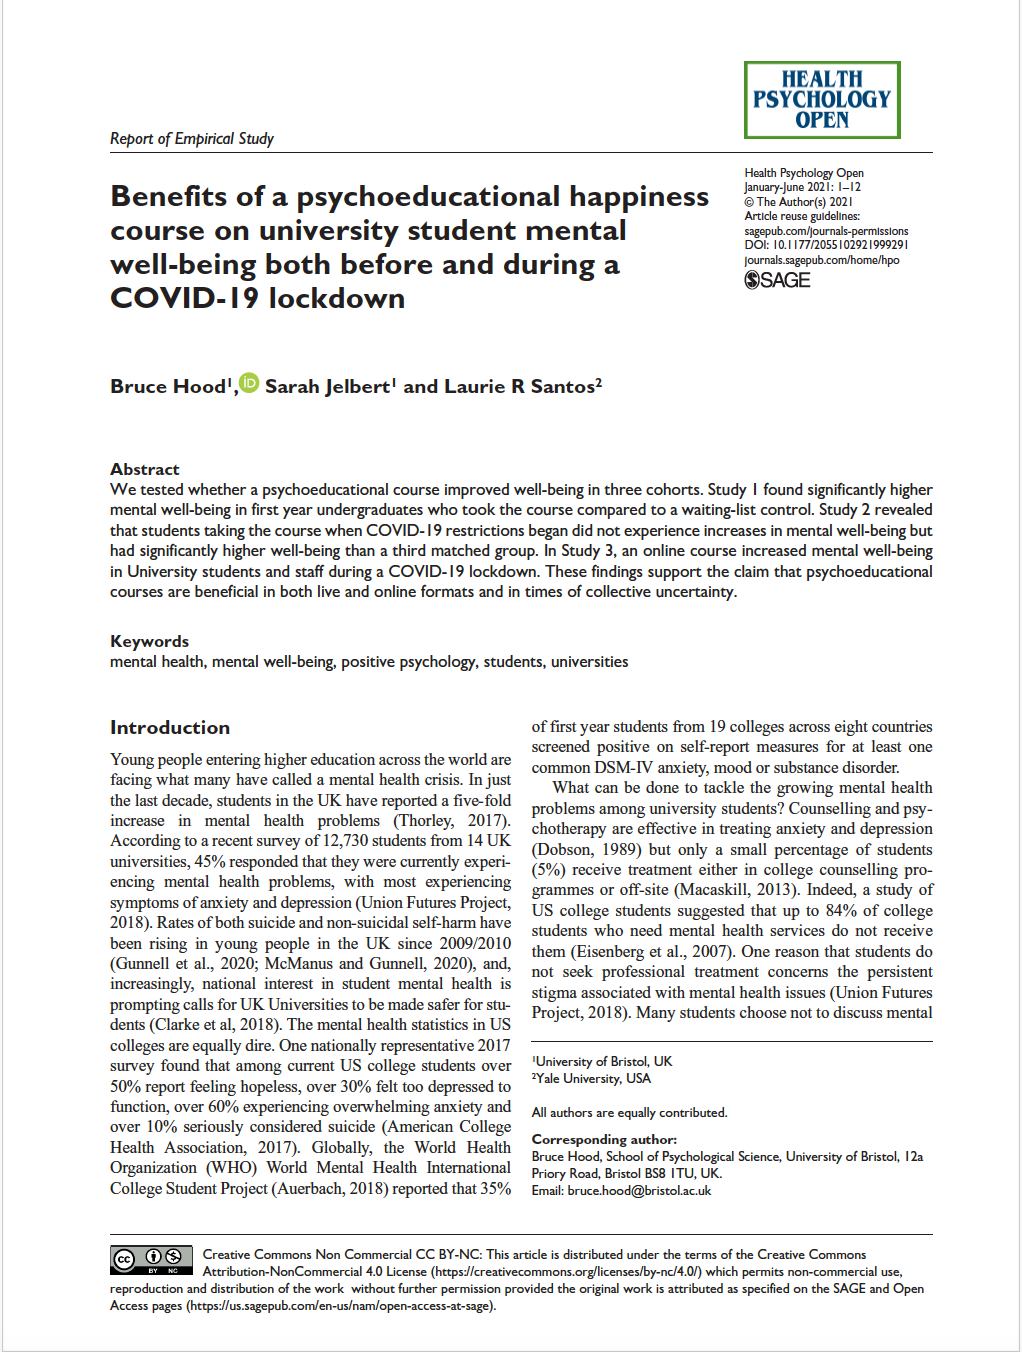 HEALTH
PSYCHOLOGY
OPEN
Report of Empirical Study
Benefits of a psychoeducational happiness
course on university student mental
well-being both before and during a
COVID-19 lockdown
Health Psychology Open
January-June 2021: 1–12
© The Author(s) 2021
Article reuse guidelines:
sagepub.com/journals-permissions
DOI: 10.1177/2055102921999291
journals.sagepub.com/home/hpo
SAGE
Bruce Hood¹, iD Sarah Jelbert¹ and Laurie R Santos²
Abstract
We tested whether a psychoeducational course improved well-being in three cohorts. Study 1 found significantly higher
mental well-being in first year undergraduates who took the course compared to a waiting-list control. Study 2 revealed
that students taking the course when COVID-19 restrictions began did not experience increases in mental well-being but
had significantly higher well-being than a third matched group. In Study 3, an online course increased mental well-being
in University students and staff during a COVID-19 lockdown. These findings support the claim that psychoeducational
courses are beneficial in both live and online formats and in times of collective uncertainty.
Keywords
mental health, mental well-being, positive psychology, students, universities
Introduction
Young people entering higher education across the world are
facing what many have called a mental health crisis. In just
the last decade, students in the UK have reported a five-fold
increase in mental health problems (Thorley, 2017).
According to a recent survey of 12,730 students from 14 UK
universities, 45% responded that they were currently experi-
encing mental health problems, with most experiencing
symptoms of anxiety and depression (Union Futures Project,
2018). Rates of both suicide and non-suicidal self-harm have
been rising in young people in the UK since 2009/2010
(Gunnell et al., 2020; McManus and Gunnell, 2020), and,
increasingly, national interest in student mental health is
prompting calls for UK Universities to be made safer for stu-
dents (Clarke et al, 2018). The mental health statistics in US
colleges are equally dire. One nationally representative 2017
survey found that among current US college students over
50% report feeling hopeless, over 30% felt too depressed to
function, over 60% experiencing overwhelming anxiety and
over 10% seriously considered suicide (American College
Health Association, 2017). Globally, the World Health
Organization (WHO) World Mental Health International
College Student Project (Auerbach, 2018) reported that 35%
of first year students from 19 colleges across eight countries
screened positive on self-report measures for at least one
common DSM-IV anxiety, mood or substance disorder.
What can be done to tackle the growing mental health
problems among university students? Counselling and psy-
chotherapy are effective in treating anxiety and depression
(Dobson, 1989) but only a small percentage of students
(5%) receive treatment either in college counselling pro-
grammes or off-site (Macaskill, 2013). Indeed, a study of
US college students suggested that up to 84% of college
students who need mental health services do not receive
them (Eisenberg et al., 2007). One reason that students do
not seek professional treatment concerns the persistent
stigma associated with mental health issues (Union Futures
Project, 2018). Many students choose not to discuss mental
¹University of Bristol, UK
²Yale University, USA
All authors are equally contributed.
Corresponding author:
Bruce Hood, School of Psychological Science, University of Bristol, 12a
Priory Road, Bristol BS8 1TU, UK.
Email: bruce.hood@bristol.ac.uk
CC BY NC
Creative Commons Non Commercial CC BY-NC: This article is distributed under the terms of the Creative Commons
Attribution-NonCommercial 4.0 License (https://creativecommons.org/licenses/by-nc/4.0/) which permits non-commercial use,
reproduction and distribution of the work without further permission provided the original work is attributed as specified on the SAGE and Open
Access pages (https://us.sagepub.com/en-us/nam/open-access-at-sage).